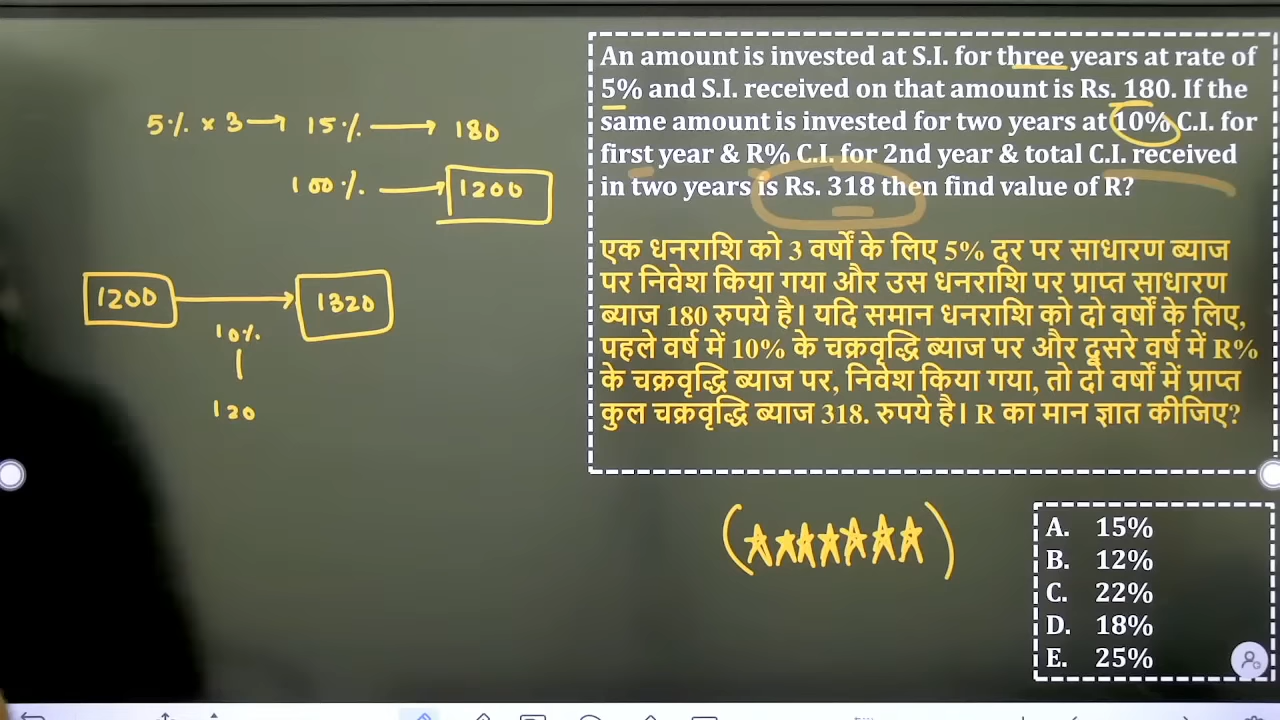 5% × 3 → 15% → 180
100% → 1200
1200 → 1320
10%
120
An amount is invested at S.I. for three years at rate of
5% and S.I. received on that amount is Rs. 180. If the
same amount is invested for two years at 10% C.I. for
first year & R% C.I. for 2nd year & total C.I. received
in two years is Rs. 318 then find value of R?
एक धनराशि को 3 वर्षों के लिए 5% दर पर साधारण ब्याज
पर निवेश किया गया और उस धनराशि पर प्राप्त साधारण
ब्याज 180 रुपये है। यदि समान धनराशि को दो वर्षों के लिए,
पहले वर्ष में 10% के चक्रवृद्धि ब्याज पर और दूसरे वर्ष में R%
के चक्रवृद्धि ब्याज पर, निवेश किया गया, तो दो वर्षों में प्राप्त
कुल चक्रवृद्धि ब्याज 318. रुपये है। R का मान ज्ञात कीजिए?
A. 15%
B. 12%
C. 22%
D. 18%
E. 25%